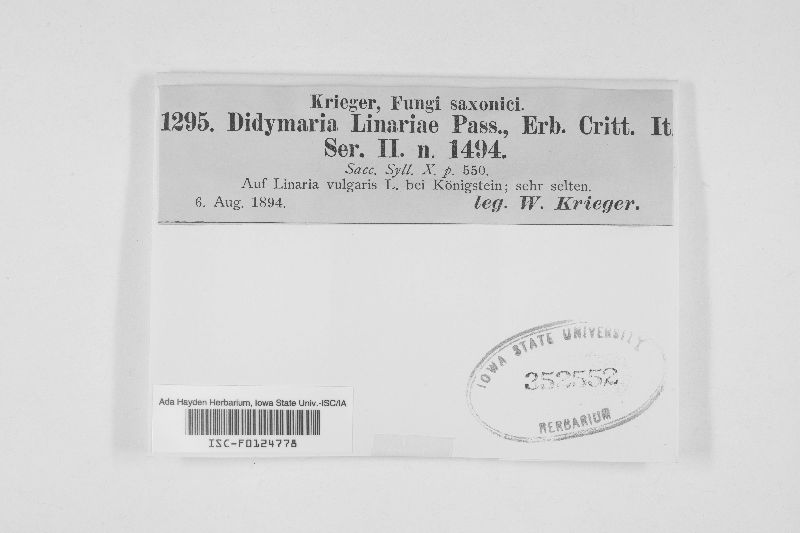 Krieger, Fungi saxonici.
1295. Didymaria Linariae Pass., Erb. Critt. It.
Ser. II. n. 1494.
Sacc. Syll. X. p. 550.
Auf Linaria vulgaris L. bei Königstein; sehr selten.
6. Aug. 1894. leg. W. Krieger.
IOWA STATE UNIVERSITY
352552
HERBARIUM
Ada Hayden Herbarium, Iowa State Univ.-ISC/IA
ISC-F0124778